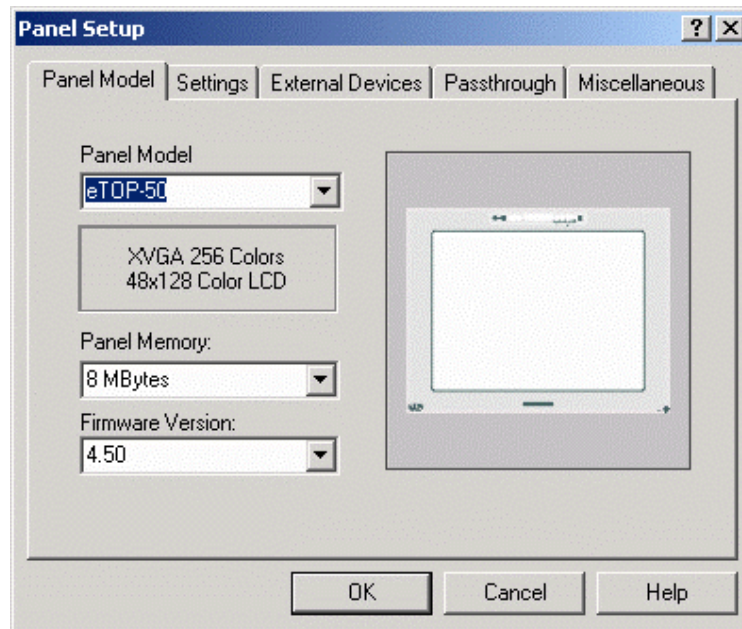 Panel Setup
Panel Model Settings External Devices Passthrough Miscellaneous
Panel Model
eTOP-50
XVGA 256 Colors
48x128 Color LCD
Panel Memory:
8 MBytes
Firmware Version:
4.50
OK Cancel Help